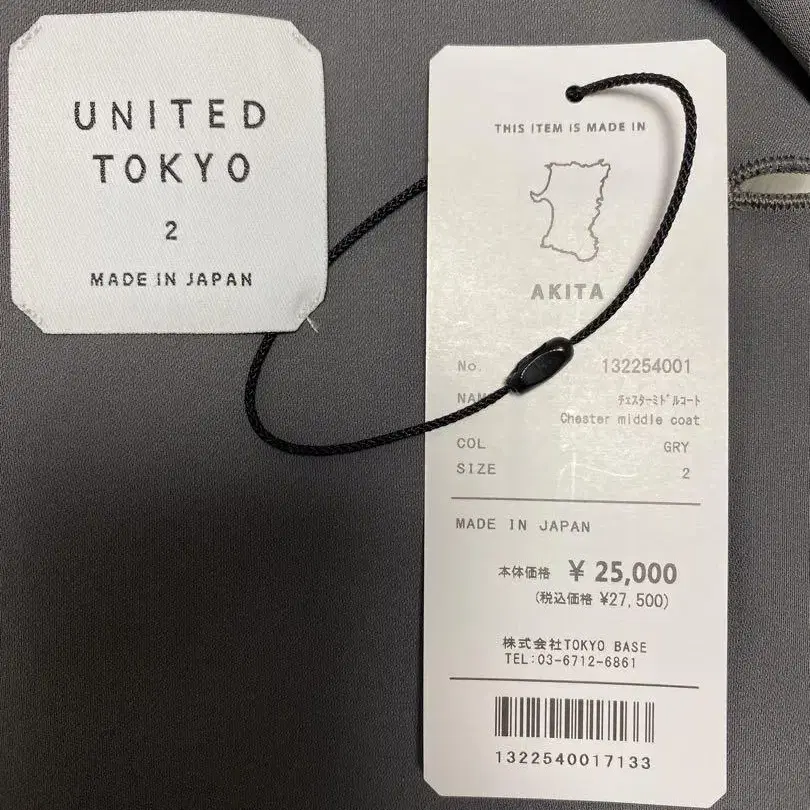 UNITED
TOKYO
2
MADE IN JAPAN
THIS ITEM IS MADE IN
AKITA
No. 132254001
NAM ﾁｪｽﾀｰﾐﾄﾞﾙｺｰﾄ
Chester middle coat
COL GRY
SIZE 2
MADE IN JAPAN
本体価格 ¥ 25,000
(税込価格 ¥27,500)
株式会社TOKYO BASE
TEL:03-6712-6861
1322540017133